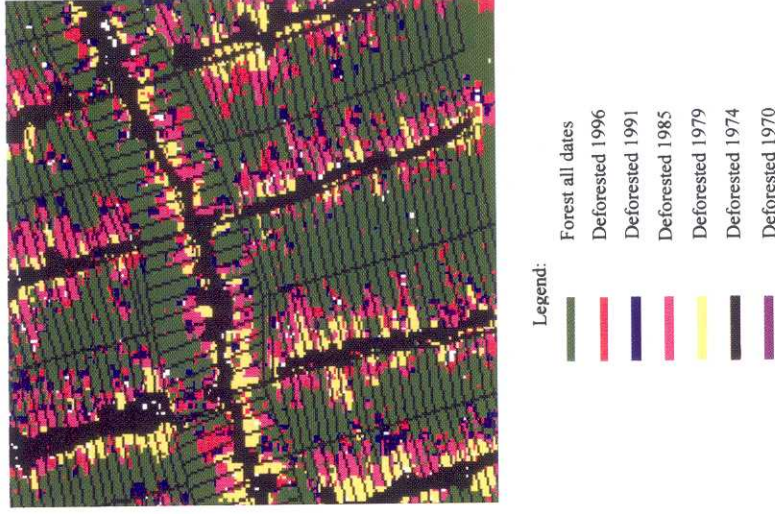 Legend:
Forest all dates
Deforested 1996
Deforested 1991
Deforested 1985
Deforested 1979
Deforested 1974
Deforested 1970